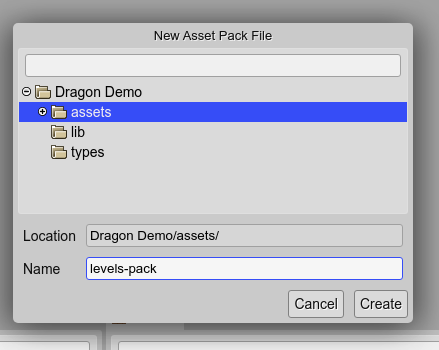 New Asset Pack File
Dragon Demo
assets
lib
types
Location Dragon Demo/assets/
Name levels-pack
Cancel Create